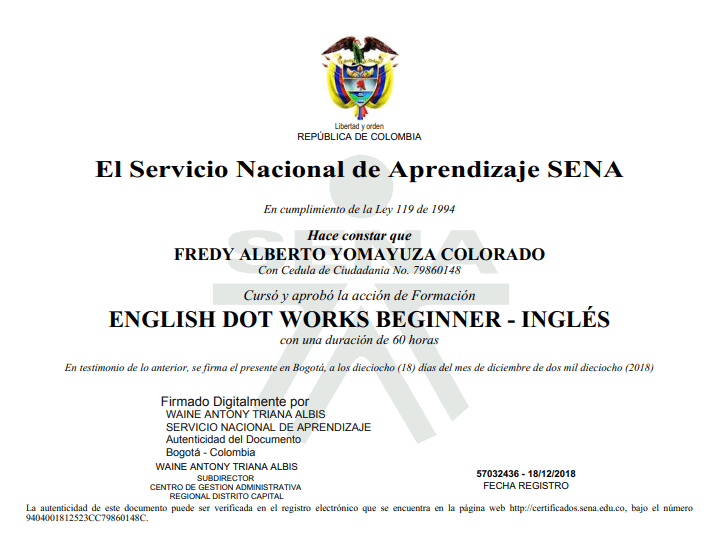 Libertad y orden
REPÚBLICA DE COLOMBIA
El Servicio Nacional de Aprendizaje SENA
En cumplimiento de la Ley 119 de 1994
Hace constar que
SENA
FREDY ALBERTO YOMAYUZA COLORADO
Con Cedula de Ciudadania No. 79860148
Cursó y aprobó la acción de Formación
ENGLISH DOT WORKS BEGINNER - INGLÉS
con una duración de 60 horas
En testimonio de lo anterior, se firma el presente en Bogotá, a los dieciocho (18) días del mes de diciembre de dos mil dieciocho (2018)
Firmado Digitalmente por
WAINE ANTONY TRIANA ALBIS
SERVICIO NACIONAL DE APRENDIZAJE
Autenticidad del Documento
Bogotá - Colombia
WAINE ANTONY TRIANA ALBIS
SUBDIRECTOR
CENTRO DE GESTION ADMINISTRATIVA
REGIONAL DISTRITO CAPITAL
57032436 - 18/12/2018
FECHA REGISTRO
La autenticidad de este documento puede ser verificada en el registro electrónico que se encuentra en la página web http://certificados.sena.edu.co, bajo el número
9404001812523CC79860148C.